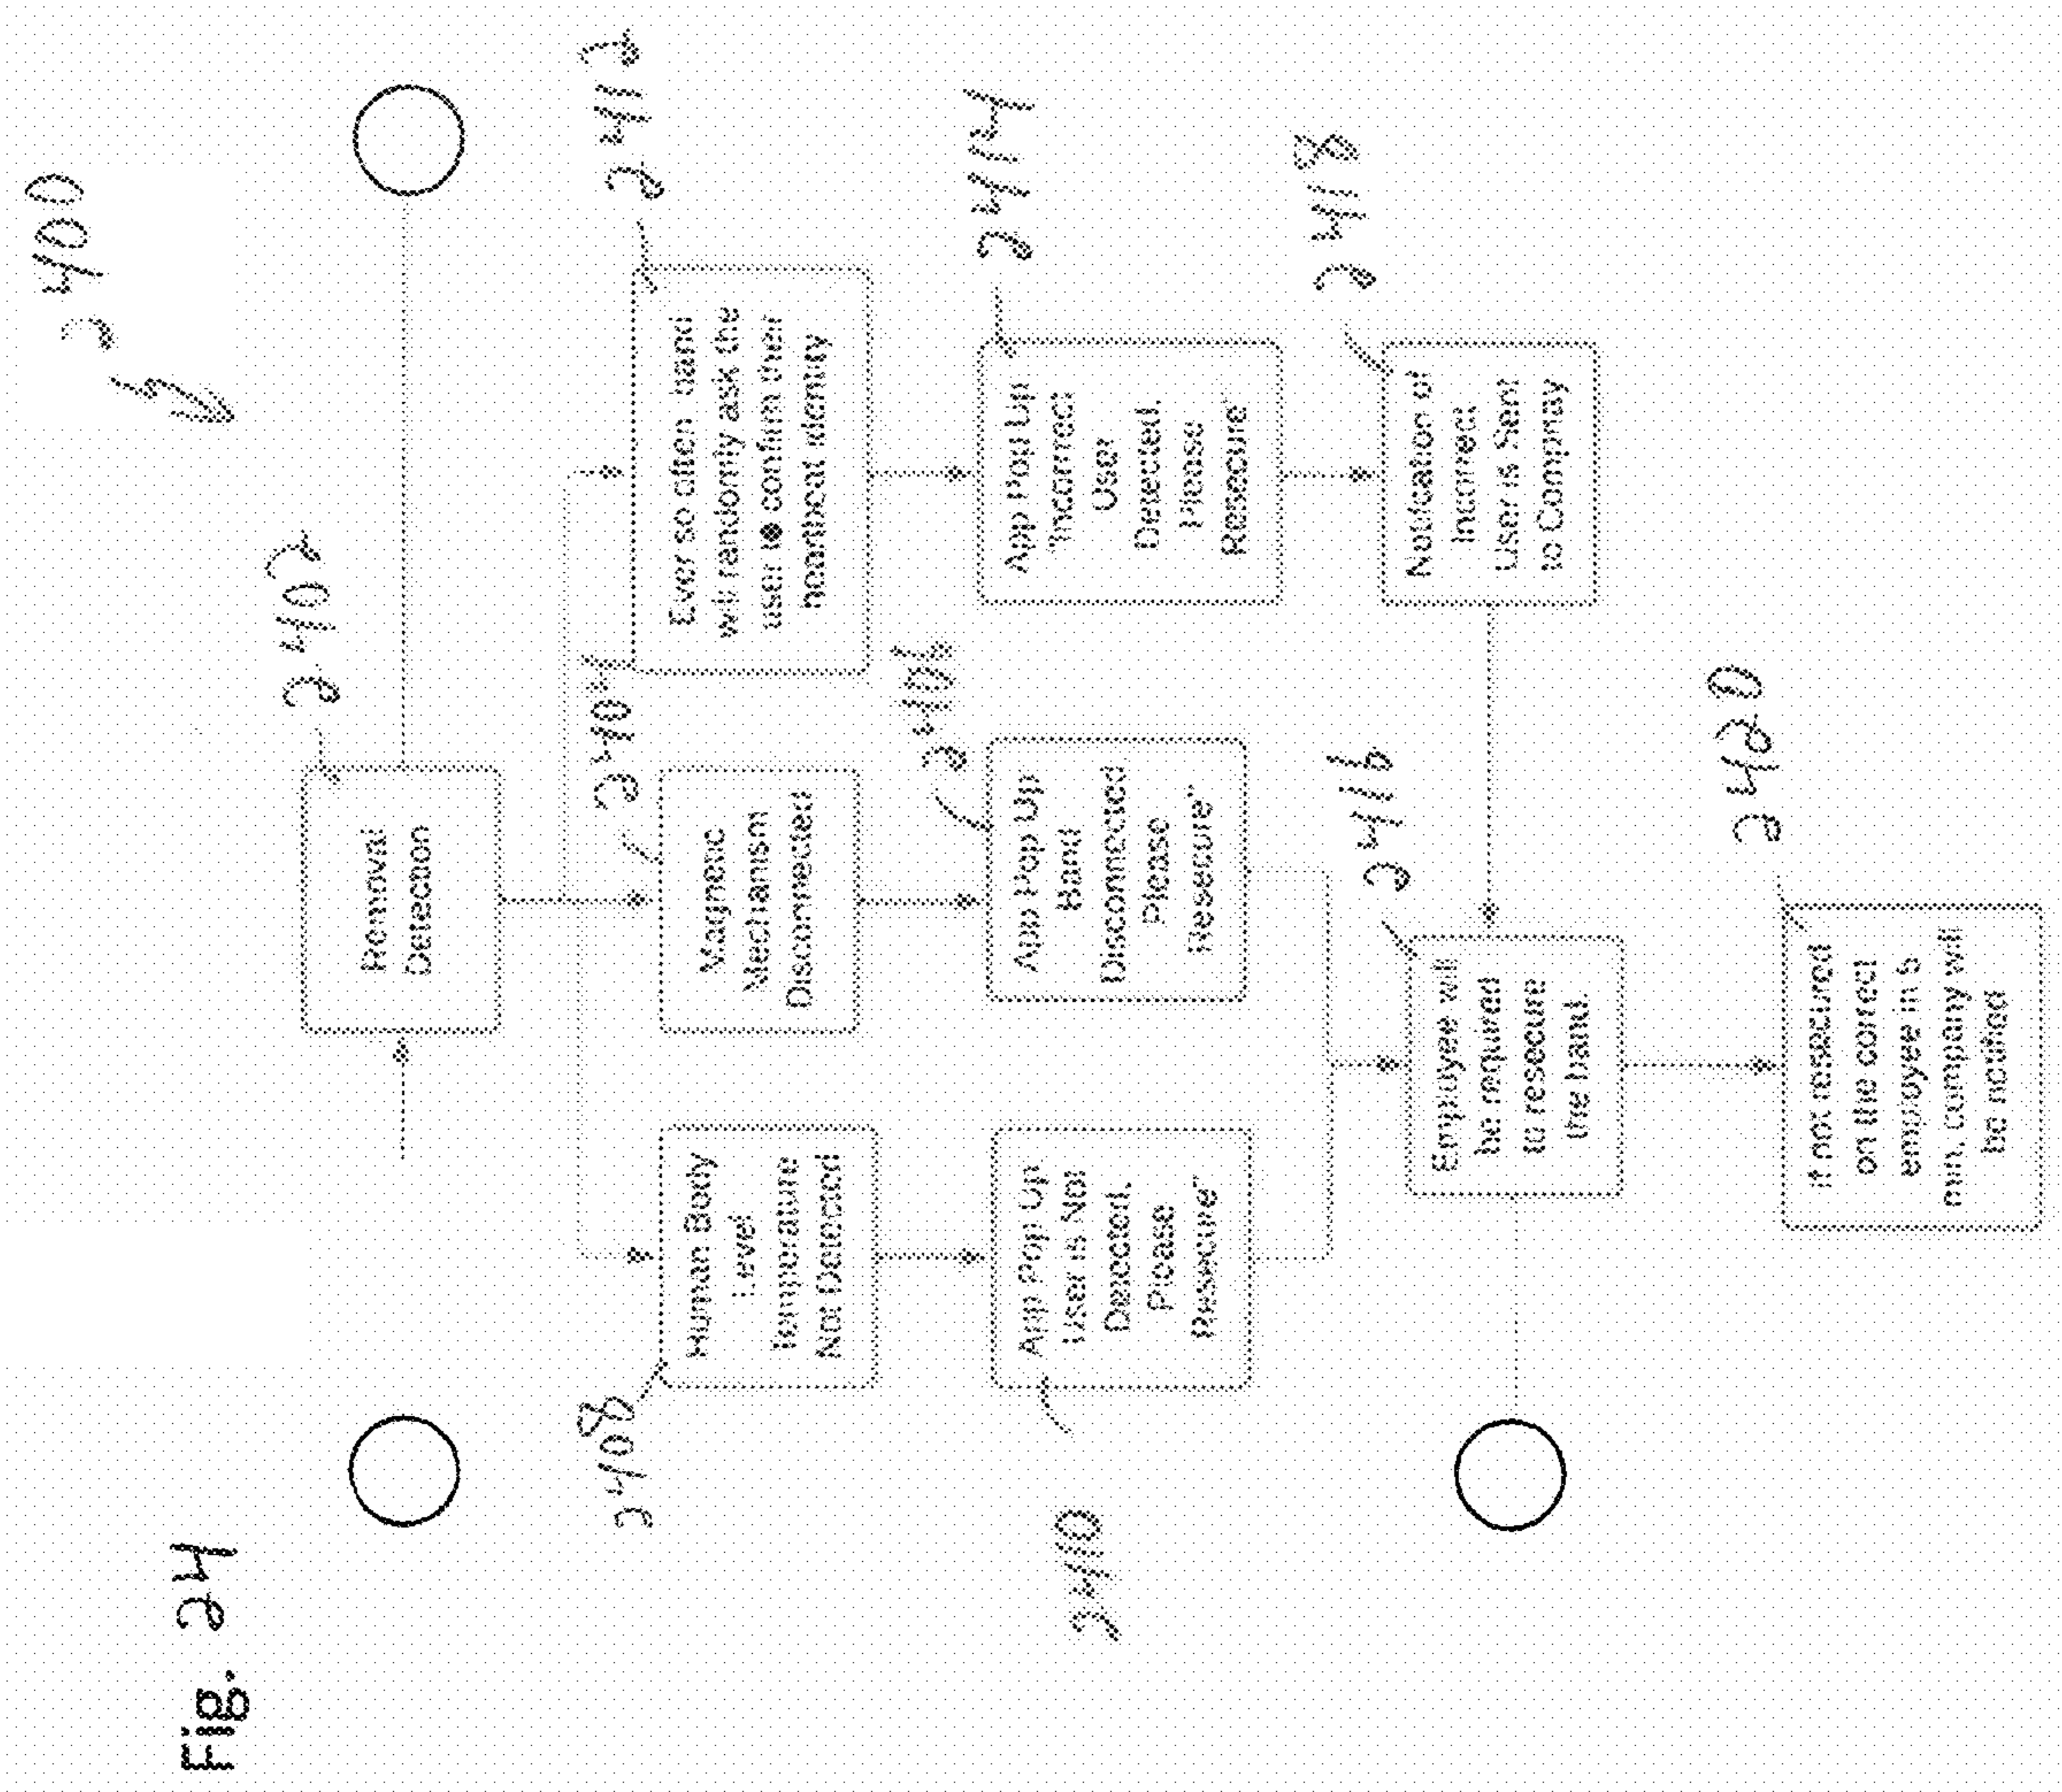 Fig. 24
2400
2402
Removal
Detection
2408
Human Body
Level
Temperature
Not Detected
2404
Magnetic
Mechanism
Disconnected
2412
Ever so often band
will randomly ask the
user to confirm their
heartbeat identity
2410
App Pop Up
User is Not
Detected,
Please
Resecure"
2406
App Pop Up
Band
Disconnected
Please
Resecure"
2414
App Pop Up
"Incorrect
User
Detected,
Please
Resecure"
2418
Notication of
Incorrect
User is Sent
to Company
2416
Employee will
be required
to resecure
the band.
2420
If not resecured
on the correct
employee in 5
min, company will
be notified